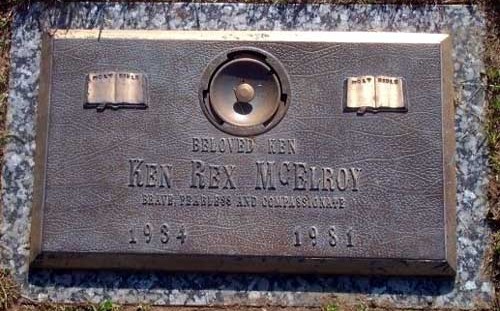 HOLY BIBLE HOLY BIBLE
BELOVED KEN
KEN REX MCELROY
BRAVE, FEARLESS AND COMPASSIONATE
1934 1981